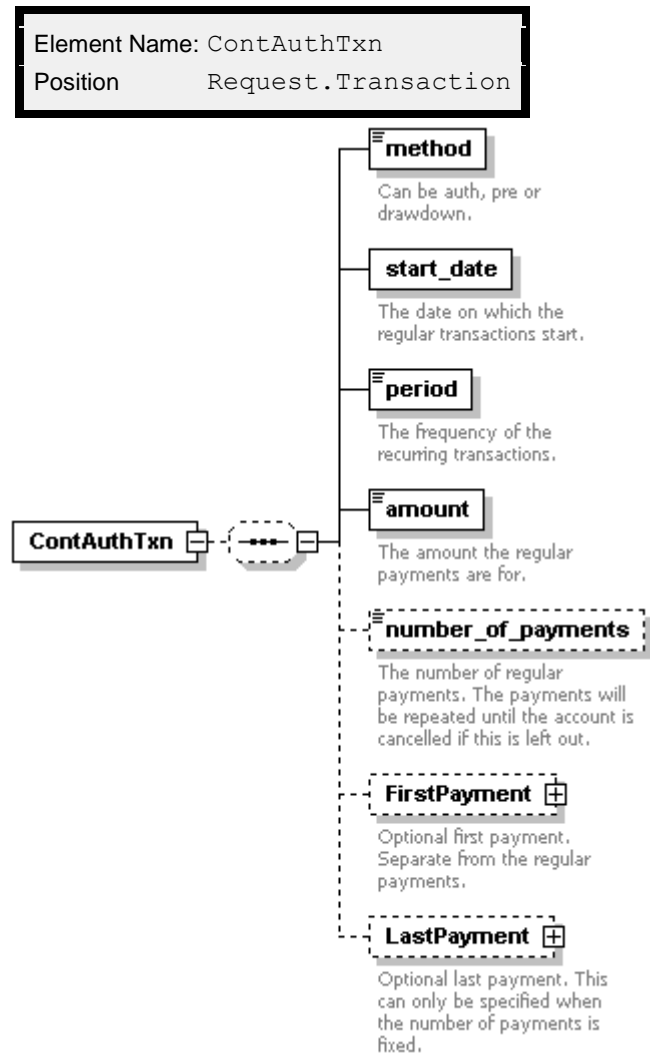 Element Name: ContAuthTxn
Position Request.Transaction
method
Can be auth, pre or
drawdown.
start_date
The date on which the
regular transactions start.
period
The frequency of the
recurring transactions.
amount
The amount the regular
payments are for.
ContAuthTxn
number_of_payments
The number of regular
payments. The payments will
be repeated until the account is
cancelled if this is left out.
FirstPayment
Optional first payment.
Separate from the regular
payments.
LastPayment
Optional last payment. This
can only be specified when
the number of payments is
fixed.